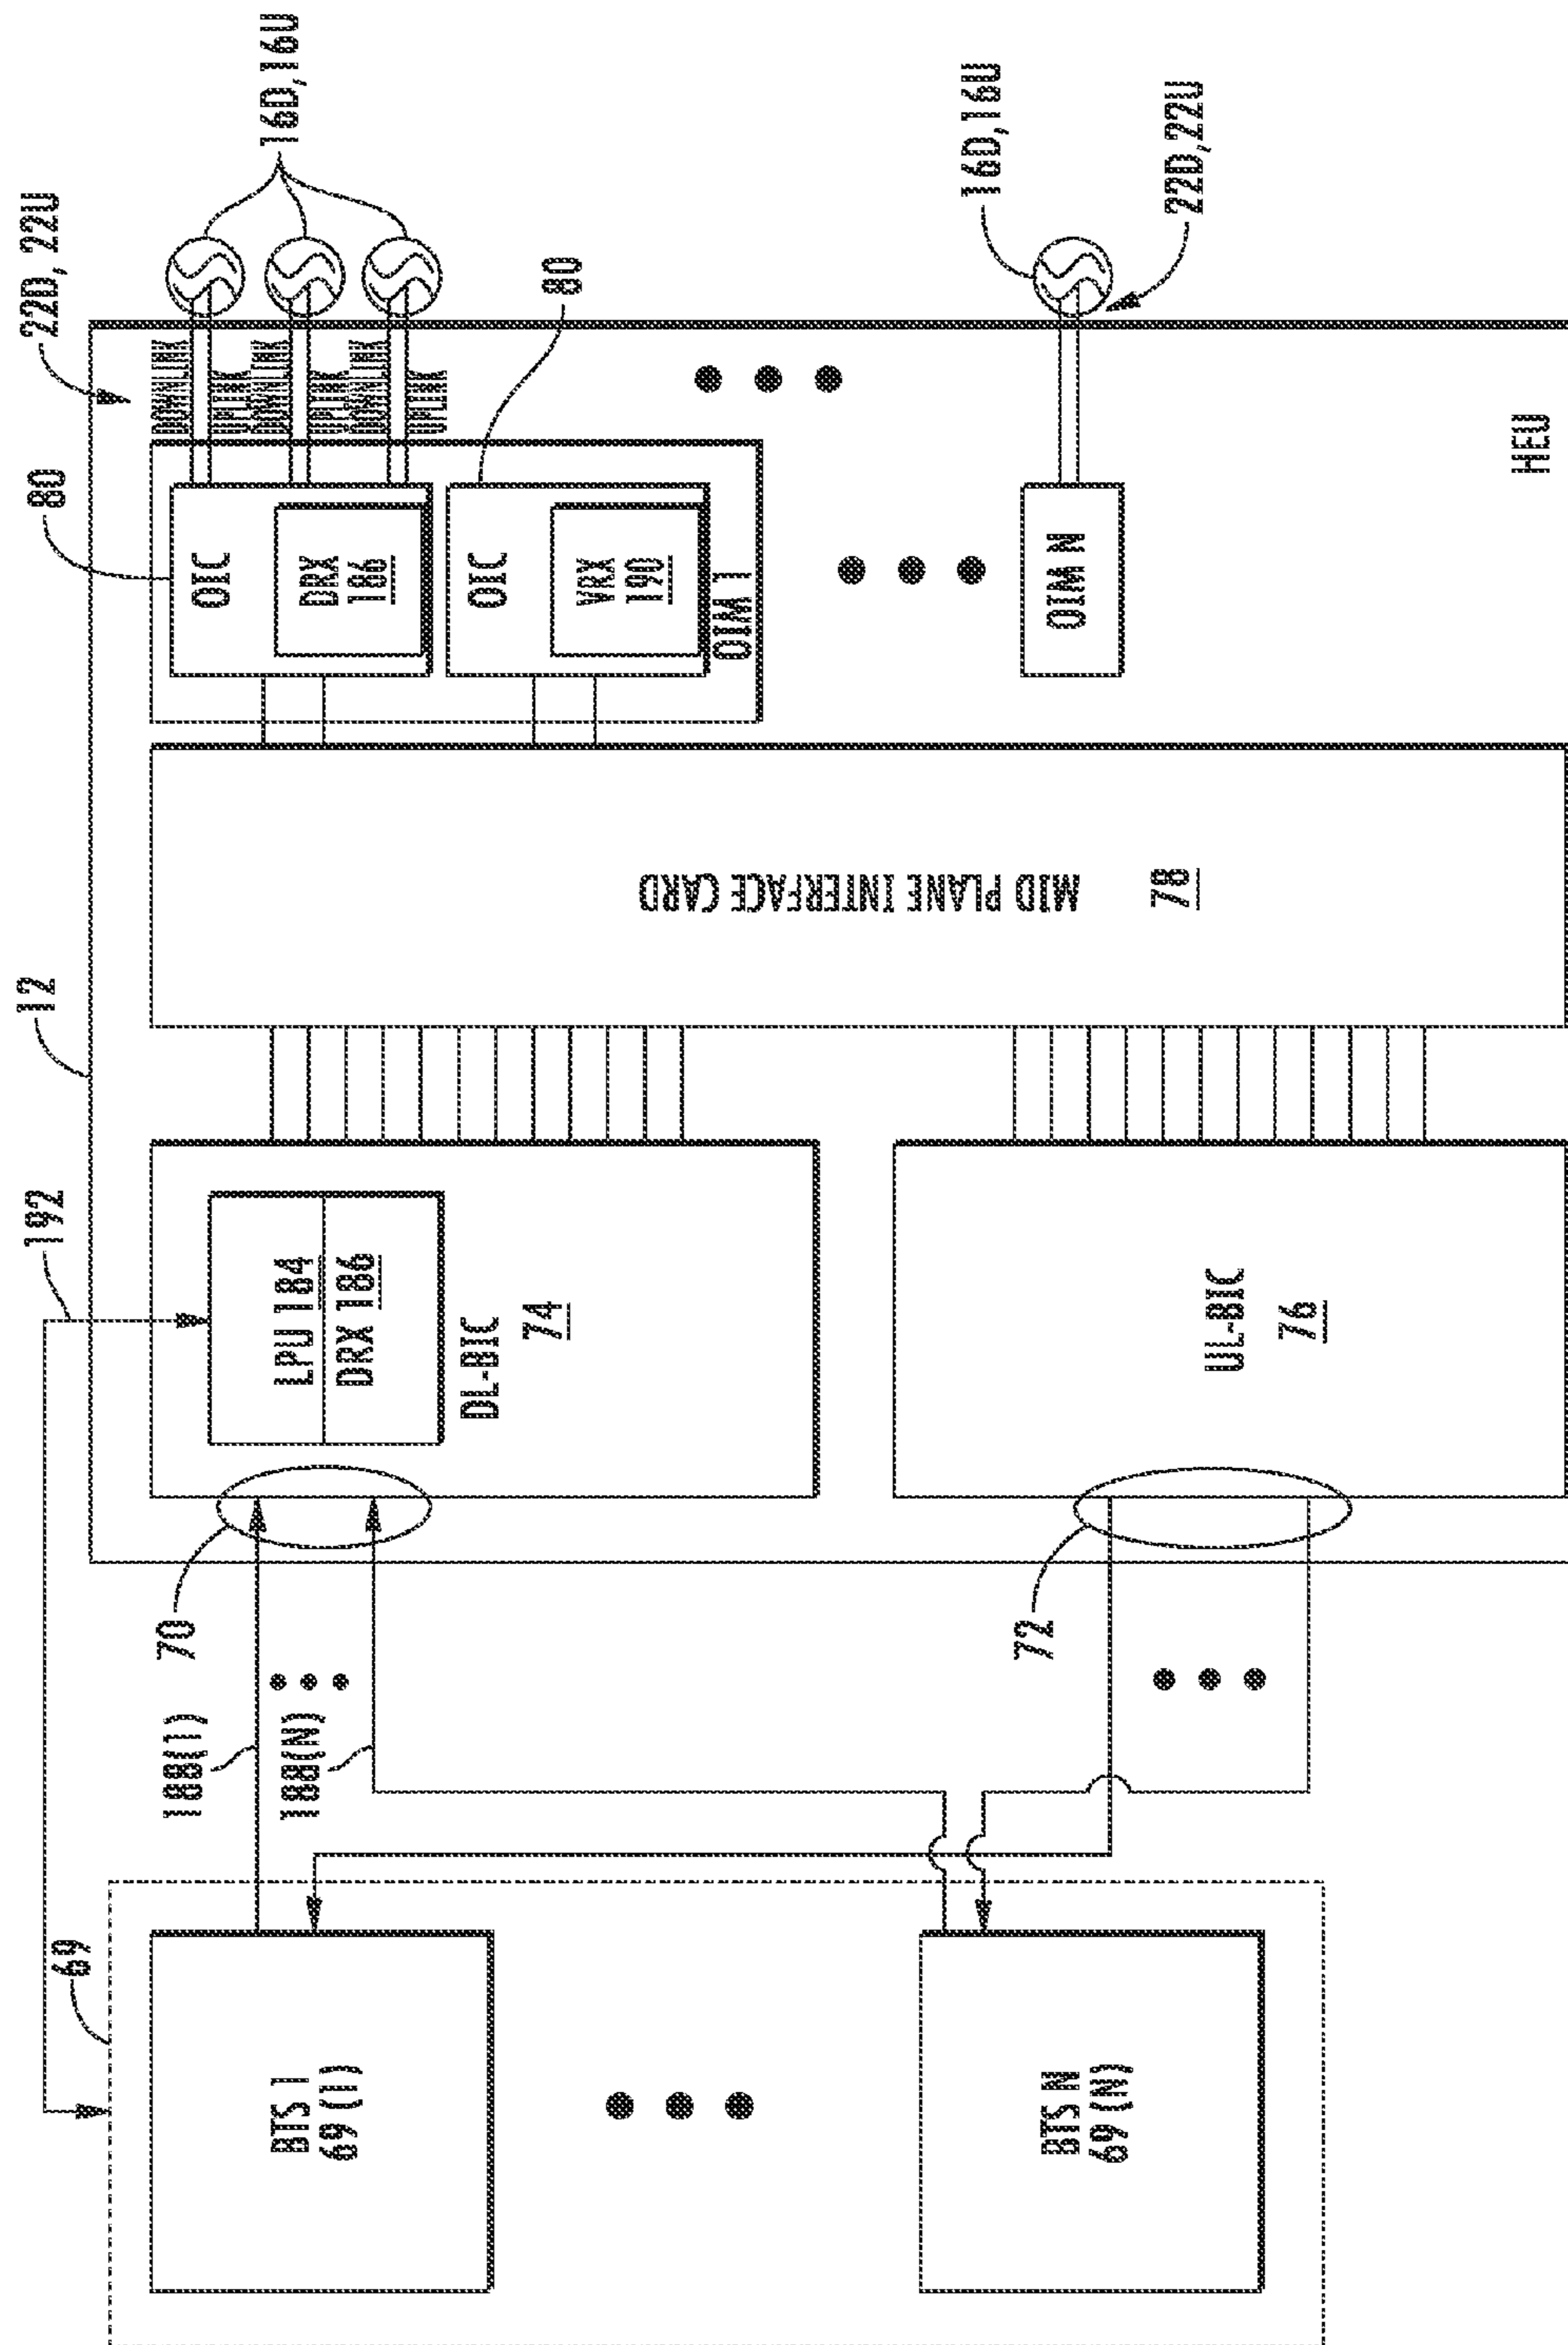 22D, 22U
16D,16U
80
DOWNLINK
UPLINK
DOWNLINK
UPLINK
DOWNLINK
UPLINK
80
16D,16U
22D,22U
OIC
DRX
186
OIC
VRX
190
OIM 1
OIM N
HEU
MID PLANE INTERFACE CARD
78
12
192
LPU 184
DRX 186
DL-BIC
74
UL-BIC
76
70
72
188(1)
188(N)
69
BTS 1
69 (1)
BTS N
69 (N)